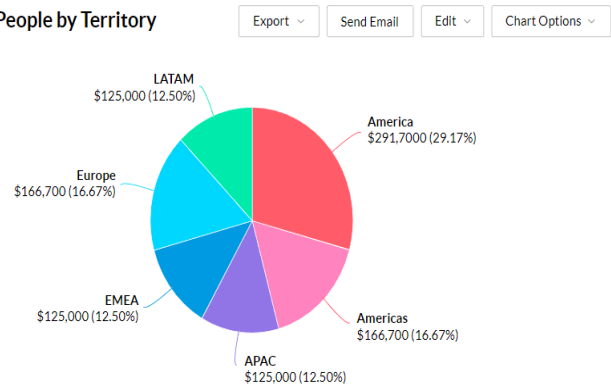 People by Territory
Export
Send Email
Edit
Chart Options
LATAM
$125,000 (12.50%)
America
$291,7000 (29.17%)
Europe
$166,700 (16.67%)
EMEA
$125,000 (12.50%)
Americas
$166,700 (16.67%)
APAC
$125,000 (12.50%)